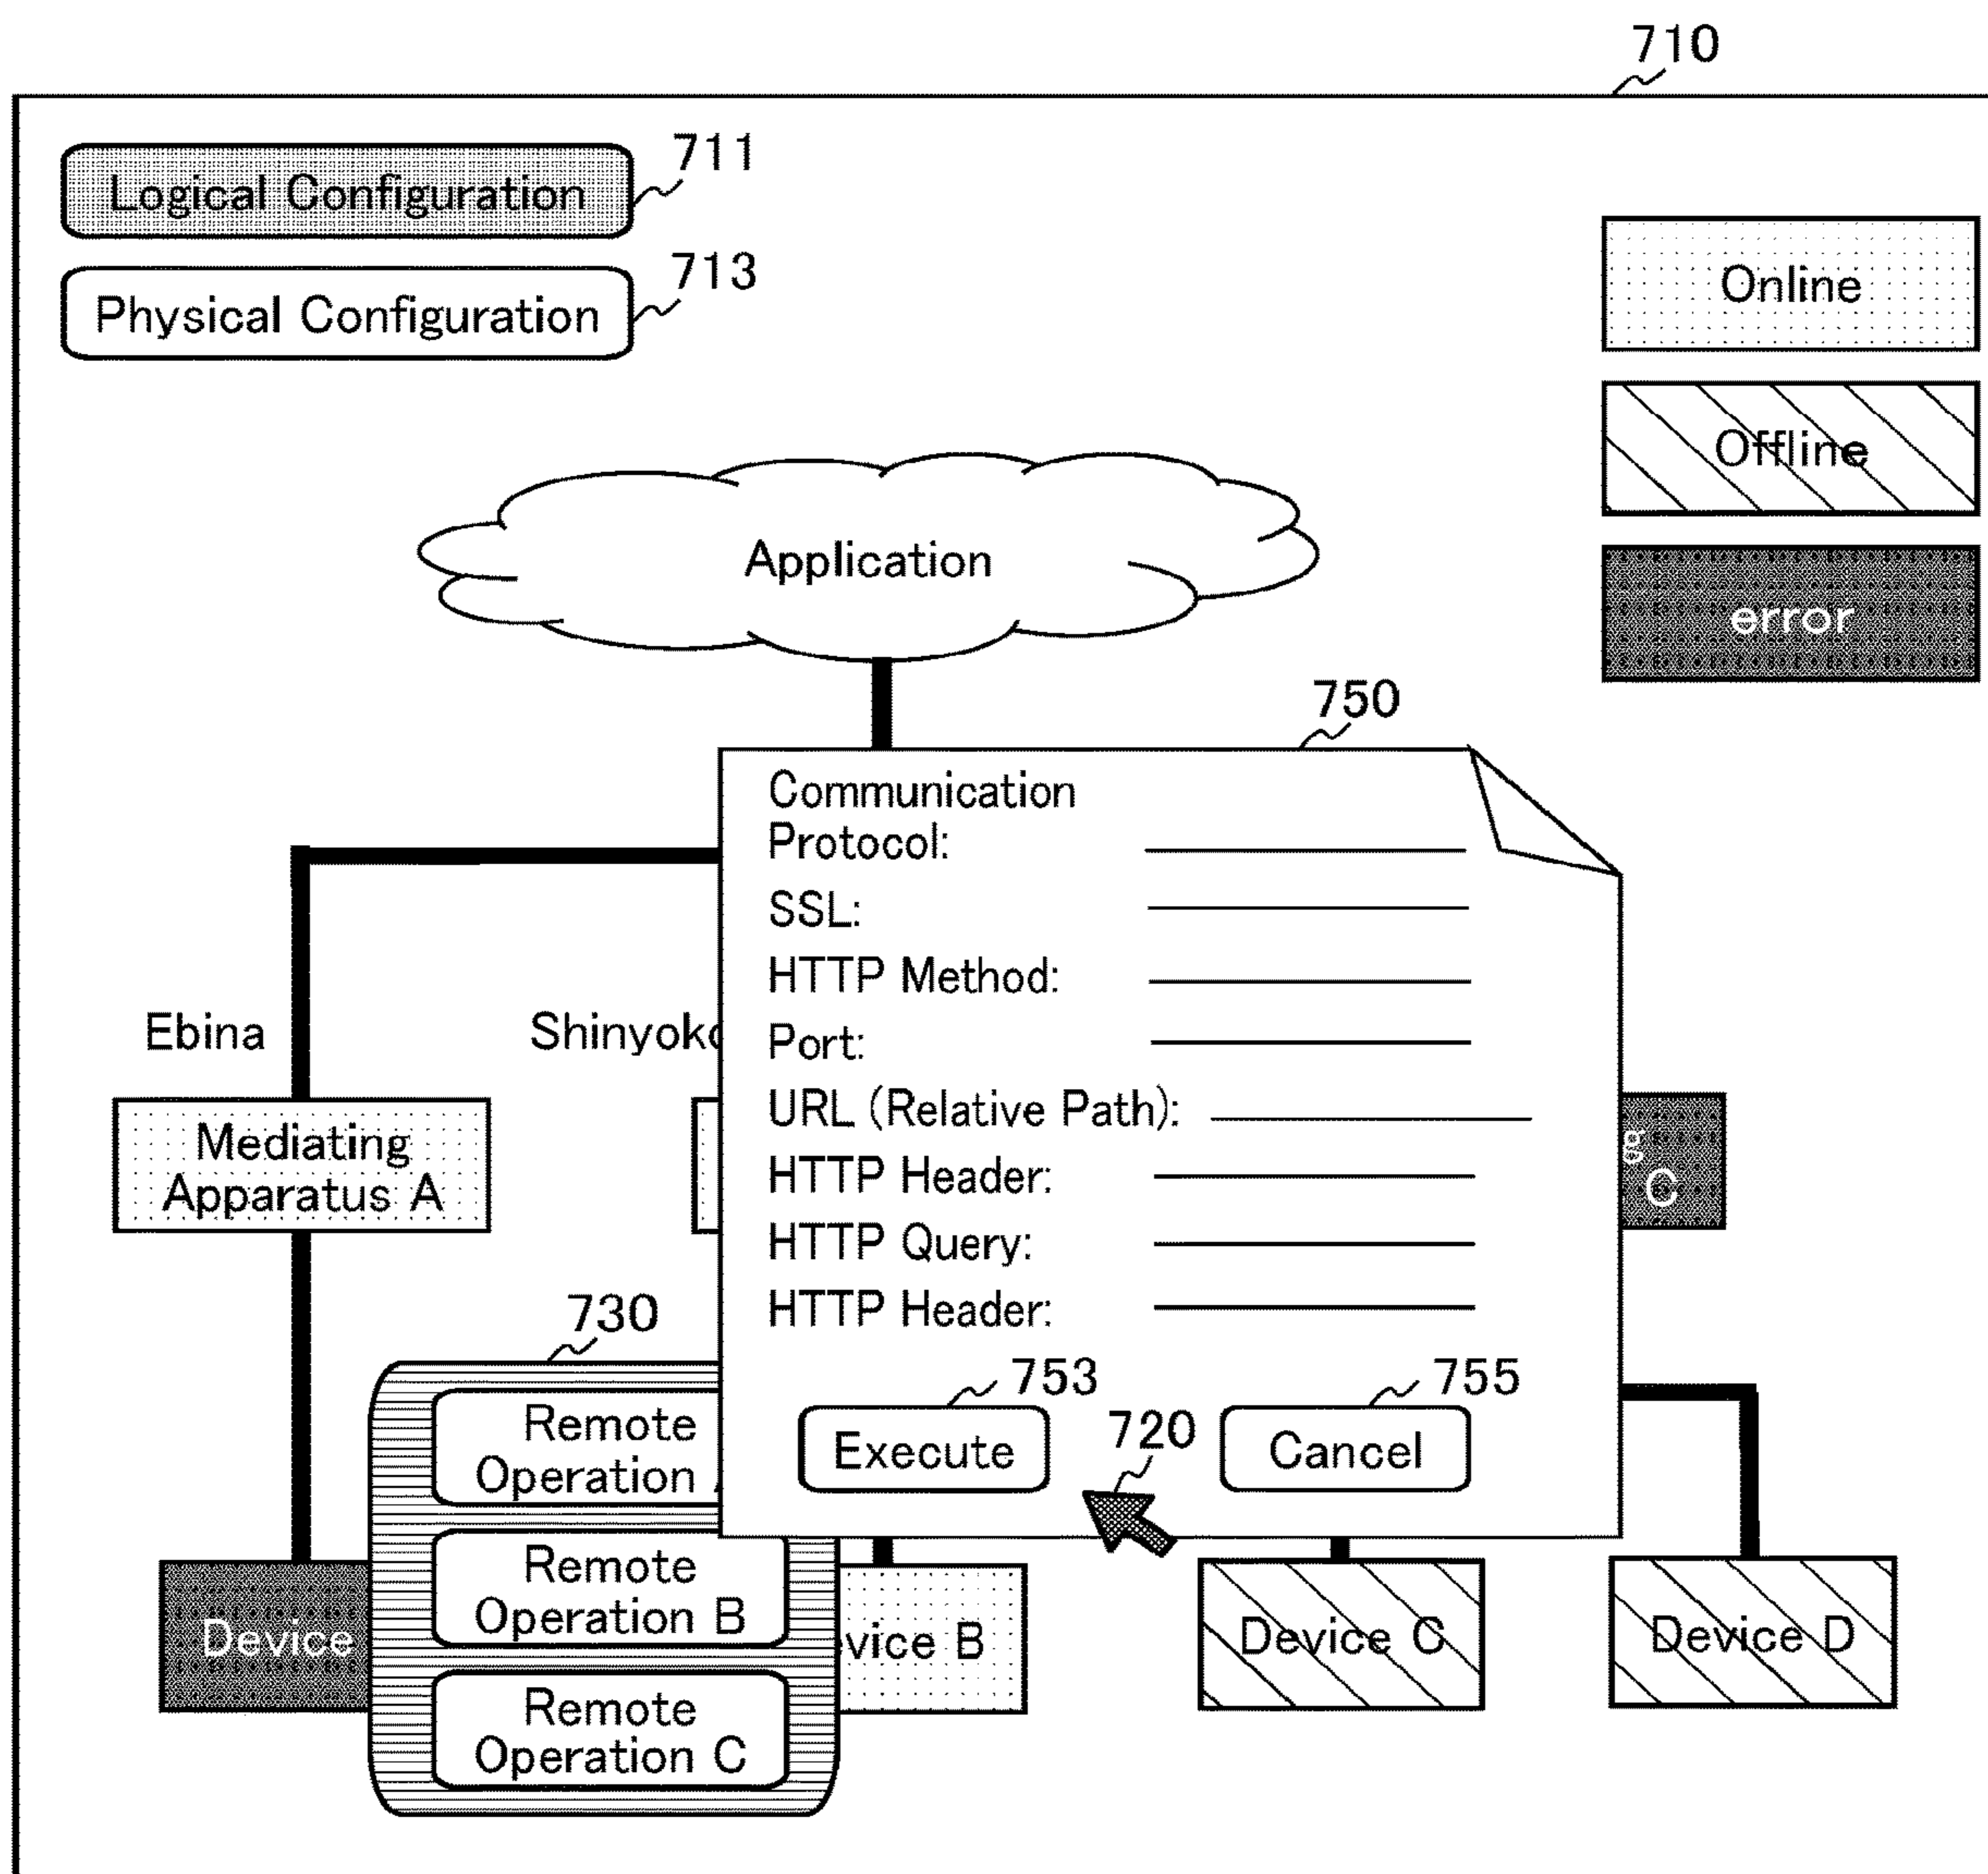 710
Logical Configuration
711
Physical Configuration
713
Online
Offline
error
Application
750
Communication
Protocol:
SSL:
HTTP Method:
Port:
URL (Relative Path):
HTTP Header:
HTTP Query:
HTTP Header:
753
Execute
755
Cancel
720
Ebina
Mediating
Apparatus A
g
C
730
Remote
Operation
Remote
Operation B
Remote
Operation C
Device
vice B
Device C
Device D